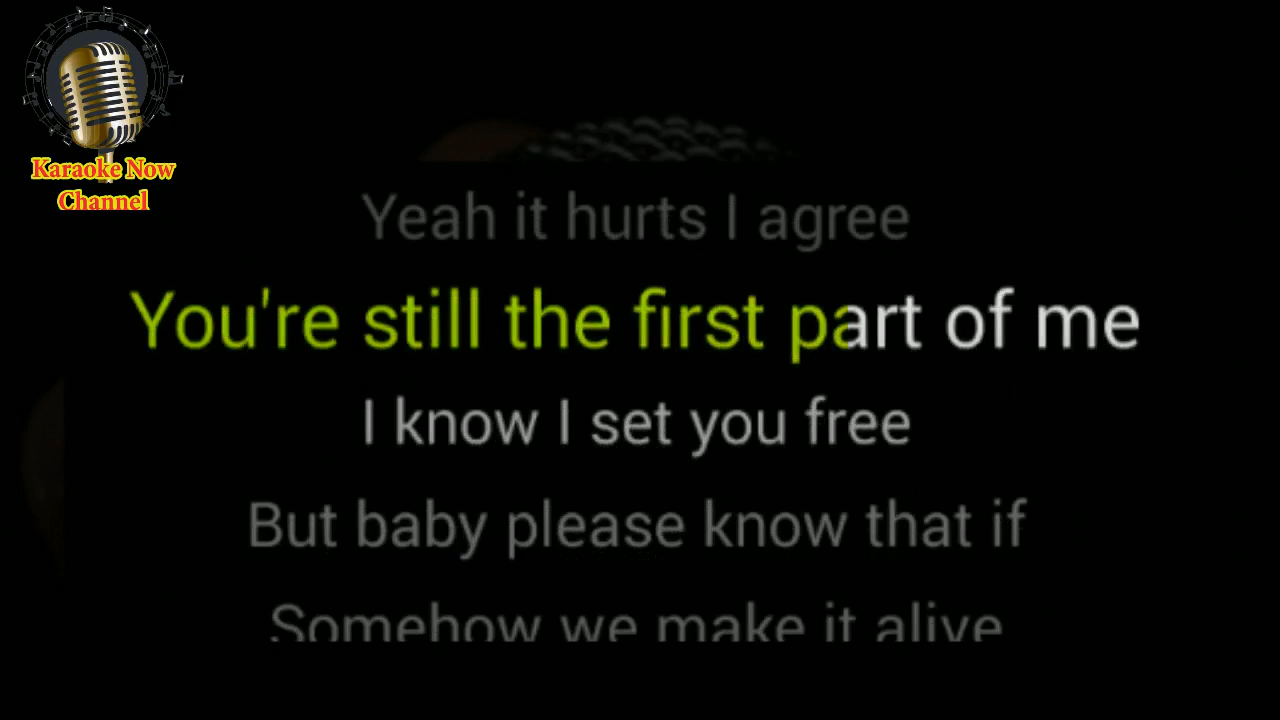 Karaoke Now
Channel
Yeah it hurts I agree
You're still the first part of me
I know I set you free
But baby please know that if
Somehow we make it alive